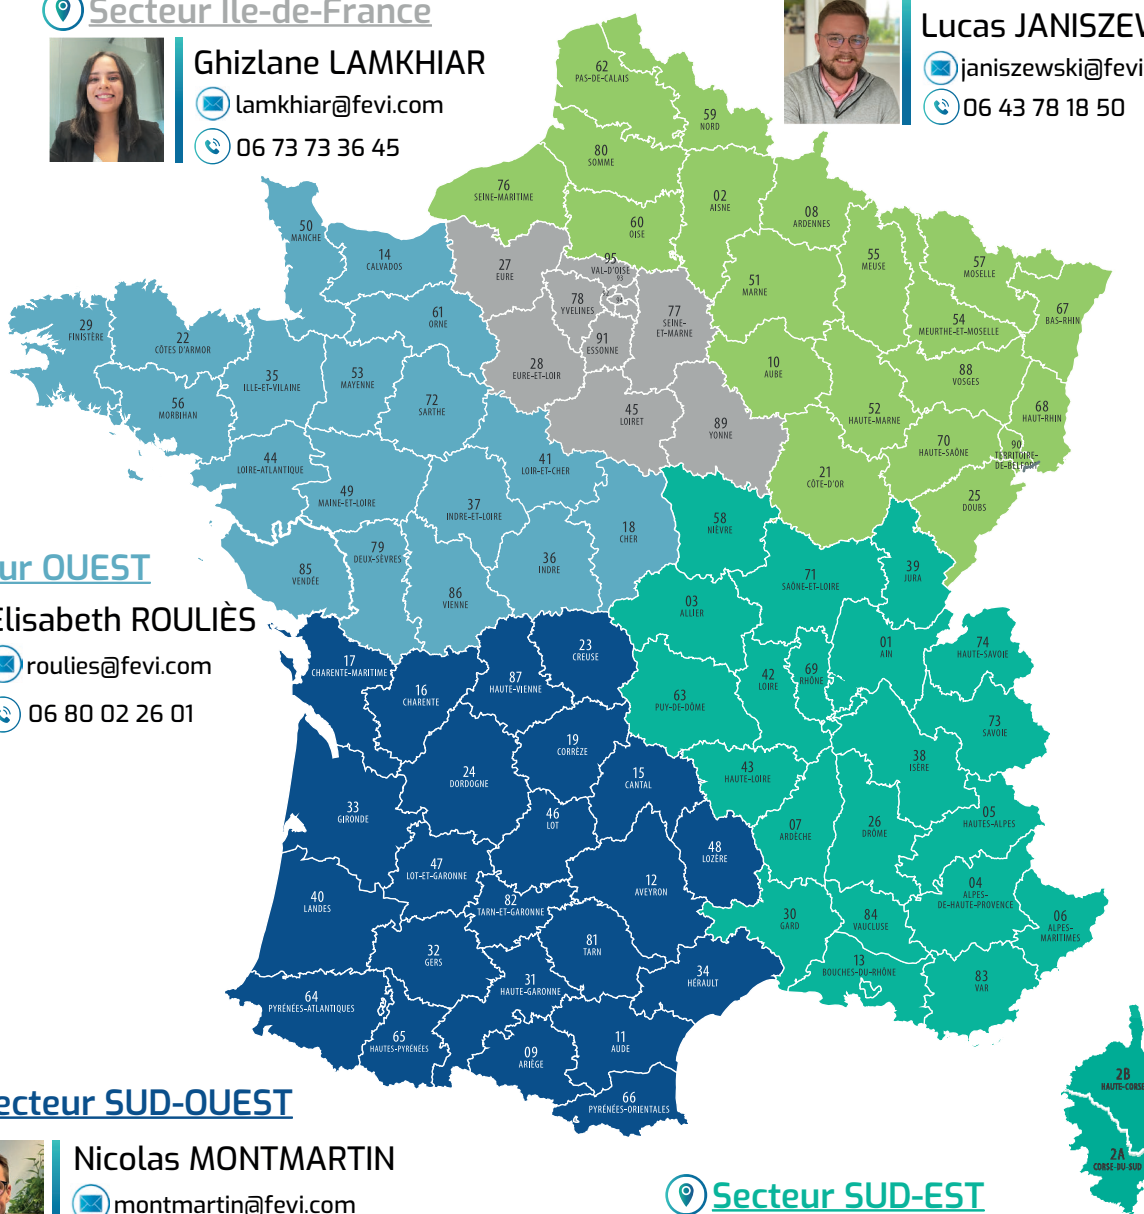 Secteur Ile-de-France
Ghizlane LAMKHIAR
lamkhiar@fevi.com
06 73 73 36 45
Lucas JANISZEW
janiszewski@fevi
06 43 78 18 50
62
PAS-DE-CALAIS
59
NORD
80
SOMME
76
SEINE-MARITIME
02
AISNE
60
OISE
08
ARDENNES
50
MANCHE
14
CALVADOS
27
EURE
95
VAL-D'OISE
93
55
MEUSE
57
MOSELLE
51
MARNE
78
YVELINES
94
77
SEINE-
ET-MARNE
67
BAS-RHIN
61
ORNE
54
MEURTHE-ET-MOSELLE
29
FINISTÈRE
22
CÔTES D'ARMOR
91
ESSONNE
28
EURE-ET-LOIR
10
AUBE
88
VOSGES
35
ILLE-ET-VILAINE
53
MAYENNE
56
MORBIHAN
72
SARTHE
45
LOIRET
89
YONNE
52
HAUTE-MARNE
68
HAUT-RHIN
70
HAUTE-SAÔNE
90
TERRITOIRE-
DE-BELFORT
44
LOIRE-ATLANTIQUE
41
LOIR-ET-CHER
21
CÔTE-D'OR
49
MAINE-ET-LOIRE
37
INDRE-ET-LOIRE
25
DOUBS
18
CHER
58
NIÈVRE
79
DEUX-SÈVRES
36
INDRE
85
VENDÉE
86
VIENNE
71
SAÔNE-ET-LOIRE
39
JURA
ur OUEST
Elisabeth ROULIÈS
roulies@fevi.com
06 80 02 26 01
03
ALLIER
23
CREUSE
01
AIN
74
HAUTE-SAVOIE
17
CHARENTE-MARITIME
87
HAUTE-VIENNE
42
LOIRE
69
RHÔNE
16
CHARENTE
63
PUY-DE-DÔME
73
SAVOIE
19
CORRÈZE
38
ISÈRE
24
DORDOGNE
15
CANTAL
43
HAUTE-LOIRE
33
GIRONDE
46
LOT
07
ARDÈCHE
26
DRÔME
05
HAUTES-ALPES
48
LOZÈRE
47
LOT-ET-GARONNE
12
AVEYRON
04
ALPES-
DE-HAUTE-PROVENCE
40
LANDES
82
TARN-ET-GARONNE
30
GARD
84
VAUCLUSE
06
ALPES-
MARITIMES
32
GERS
81
TARN
13
BOUCHES-DU-RHÔNE
34
HÉRAULT
83
VAR
31
HAUTE-GARONNE
64
PYRÉNÉES-ATLANTIQUES
65
HAUTES-PYRÉNÉES
11
AUDE
09
ARIÈGE
66
PYRÉNÉES-ORIENTALES
2B
HAUTE-CORSE
2A
CORSE-DU-SUD
ecteur SUD-OUEST
Nicolas MONTMARTIN
montmartin@fevi.com
Secteur SUD-EST